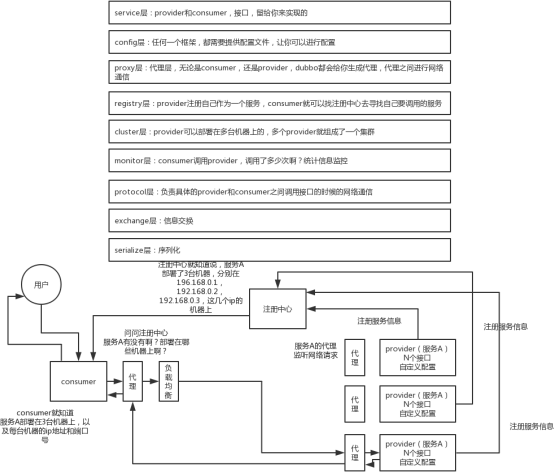 service层：provider和consumer，接口，留给你来实现的
config层：任何一个框架，都需要提供配置文件，让你可以进行配置
proxy层：代理层，无论是consumer，还是provider，dubbo都会给你生成代理，代理之间进行网络
通信
registry层：provider注册自己作为一个服务，consumer就可以找注册中心去寻找自己要调用的服务
cluster层：provider可以部署在多台机器上的，多个provider就组成了一个集群
monitor层：consumer调用provider，调用了多少次啊？统计信息监控
protocol层：负责具体的provider和consumer之间调用接口的时候的网络通信
exchange层：信息交换
serialize层：序列化
注册中心就知道说，服务A
部署了3台机器，分别在
196.168.0.1，
192.168.0.2，
192.168.0.3，这几个ip的
机器上
用户
注册中心
注册服务信息
注册服务信息
问问注册中心
服务A有没有啊？部署在哪
些机器上啊？
服务A的代理
监听网络请求
代理
provider（服务A）
N个接口
自定义配置
consumer
代理
负载均衡
代理
provider（服务A）
N个接口
自定义配置
consumer就知道
服务A部署在3台机器上，以
及每台机器的ip地址和端口
号
注册服务信息
代理
provider（服务A）
N个接口
自定义配置